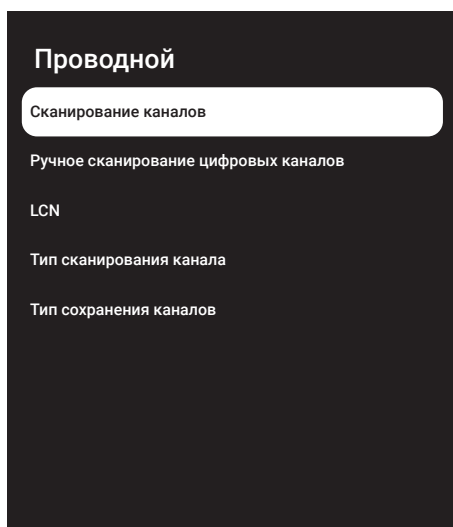 Проводной
Сканирование каналов
Ручное сканирование цифровых каналов
LCN
Тип сканирования канала
Тип сохранения каналов